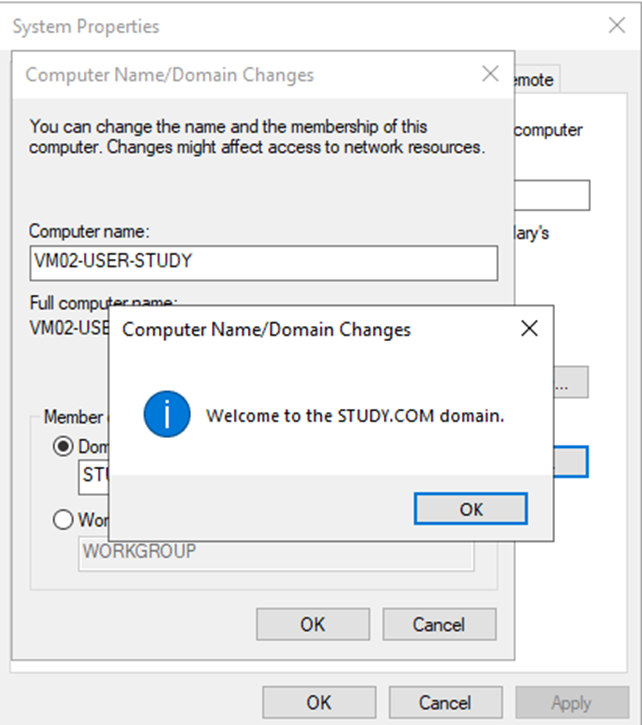 System Properties
Computer Name/Domain Changes
emote
You can change the name and the membership of this
computer. Changes might affect access to network resources.
computer
Computer name:
lary's
VM02-USER-STUDY
Full computer name:
VM02-USE
Computer Name/Domain Changes
...
Welcome to the STUDY.COM domain.
Member
Dom
STU
OK
Wor
WORKGROUP
OK
Cancel
OK
Cancel
Apply